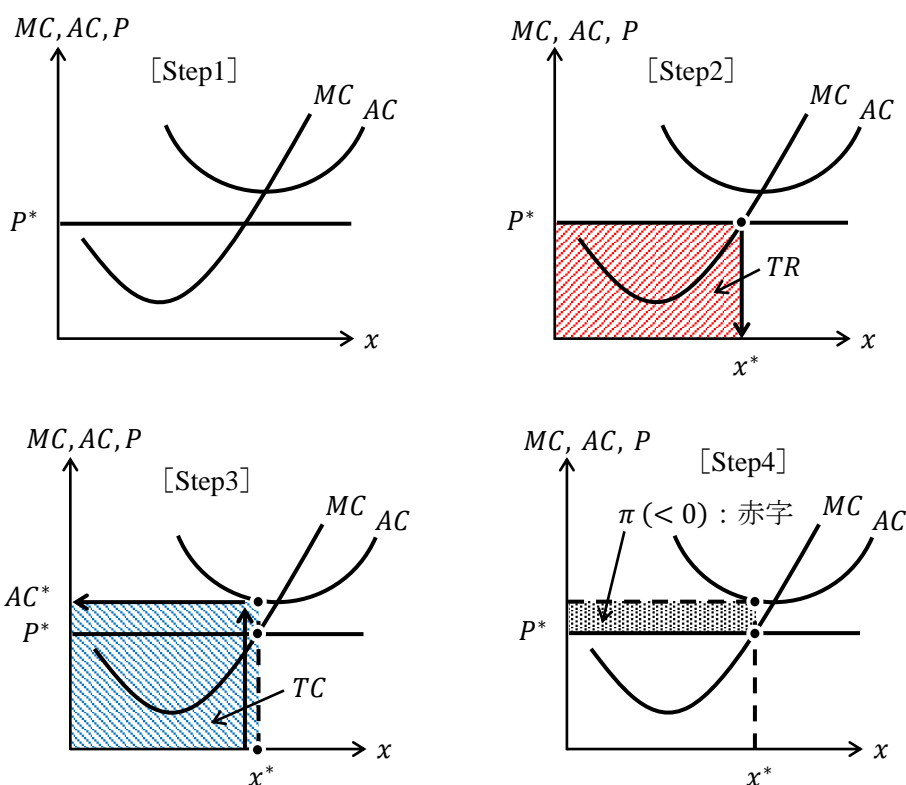 MC, AC, P
[Step1]
MC
AC
P*
x
MC, AC, P
[Step2]
MC
AC
P*
TR
x
x*
MC, AC, P
[Step3]
MC
AC
AC*
P*
TC
x
x*
MC, AC, P
[Step4]
π (< 0) : 赤字
MC
AC
P*
x
x*